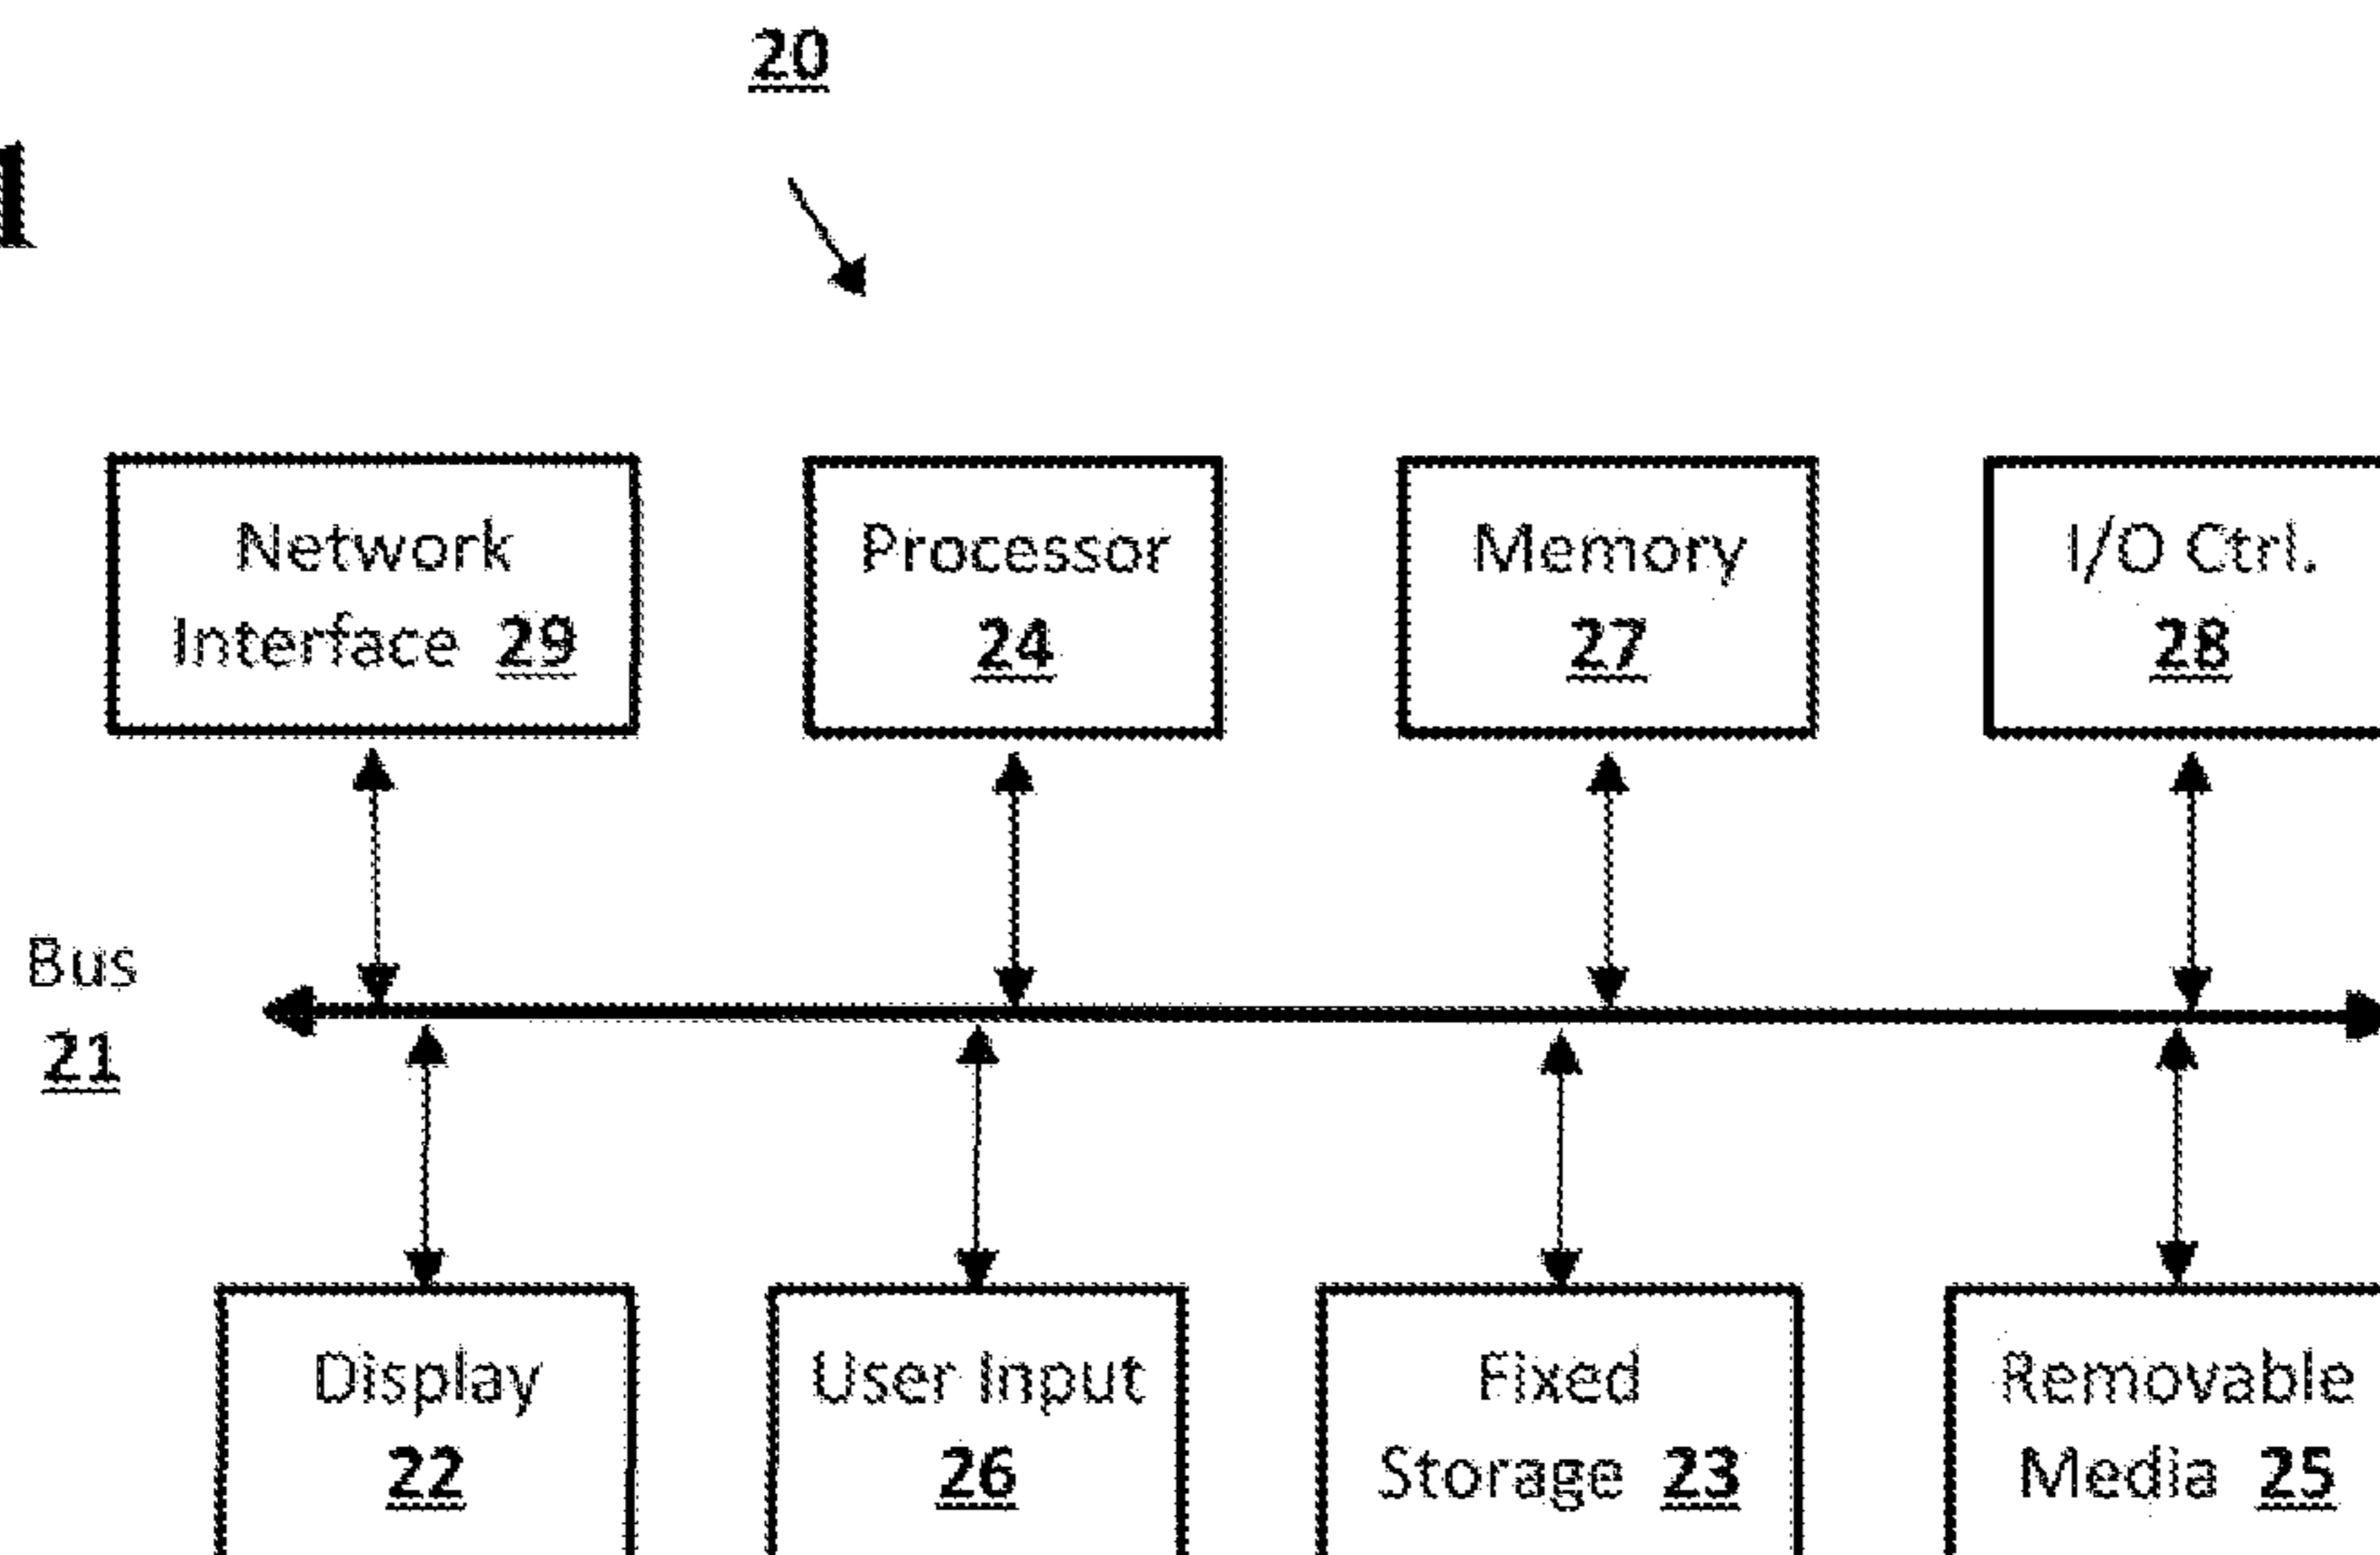 20
1
Network
Interface 29
Processor
24
Memory
27
I/O Ctrl.
28
Bus
21
Display
22
User Input
26
Fixed
Storage 23
Removable
Media 25